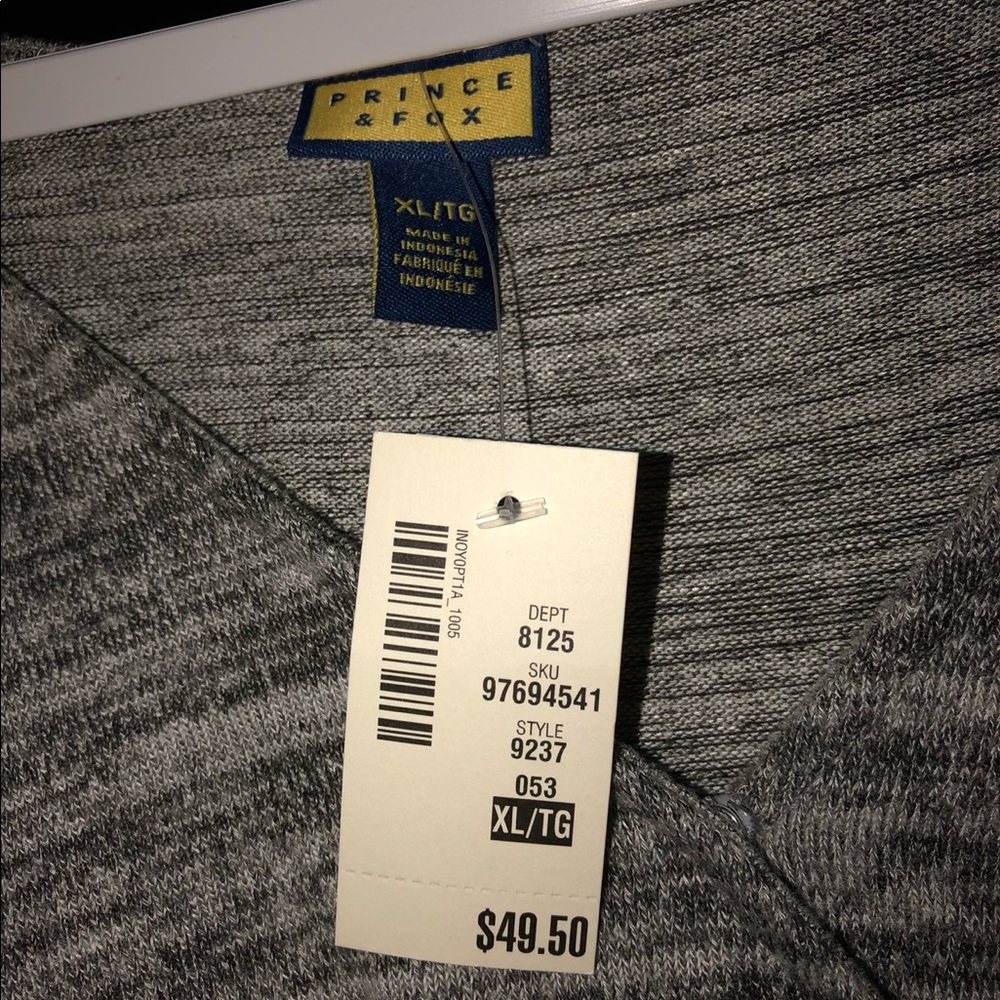 PRINCE
& FOX
XL/TG
MADE IN
INDONESIA
FABRIQUÉ EN
INDONÉSIE
INOY0PT1A_1005
DEPT
8125
SKU
97694541
STYLE
9237
053
XL/TG
$49.50